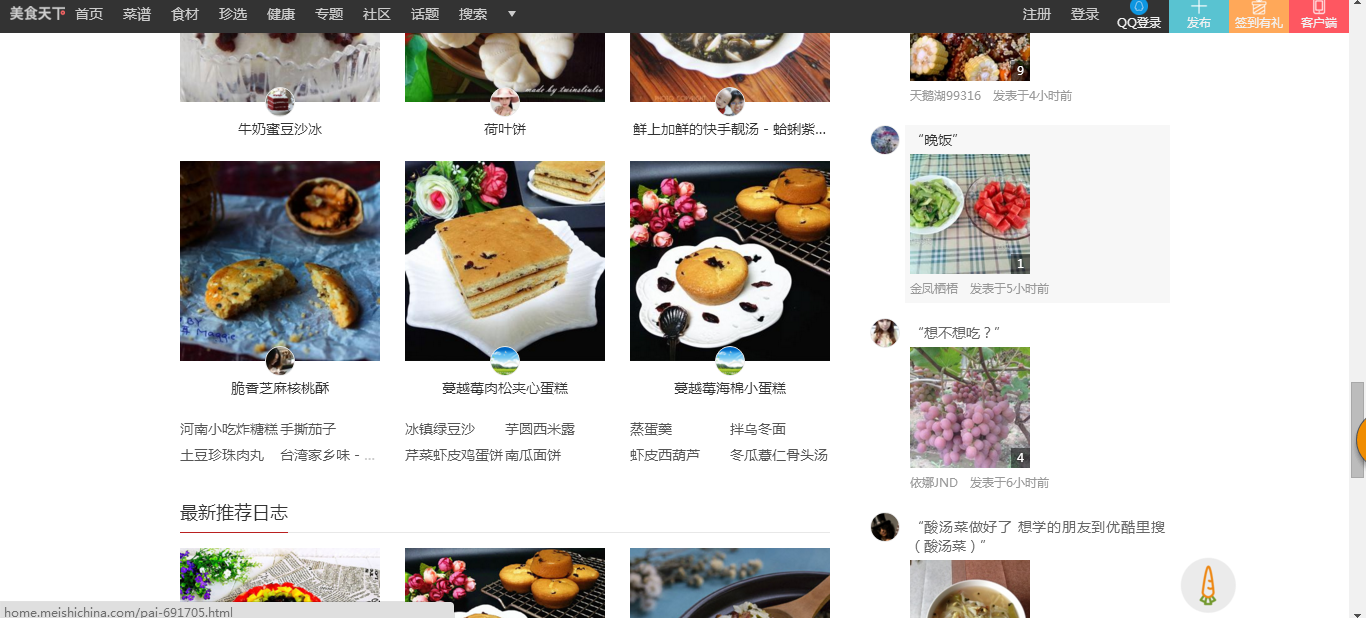 美食天下 首页 菜谱 食材 珍选 健康 专题 社区 话题 搜索 ▼ 注册 登录 QQ登录 发布 签到有礼 客户端
made by twinsliuliu
9
天鹅湖99316 发表于4小时前
牛奶蜜豆沙冰 荷叶饼 鲜上加鲜的快手靓汤 - 蛤蜊紫...
“晚饭”
1
金凤栖梧 发表于5小时前
脆香芝麻核桃酥 蔓越莓肉松夹心蛋糕 蔓越莓海棉小蛋糕
河南小吃炸糖糕 手撕茄子 冰镇绿豆沙 芋圆西米露 蒸蛋羹 拌乌冬面
土豆珍珠肉丸 台湾家乡味 - ... 芹菜虾皮鸡蛋饼 南瓜面饼 虾皮西葫芦 冬瓜薏仁骨头汤
“想不想吃？”
4
依娜JND 发表于6小时前
最新推荐日志
“酸汤菜做好了 想学的朋友到优酷里搜
（酸汤菜）”
home.meishichina.com/pai-691705.html